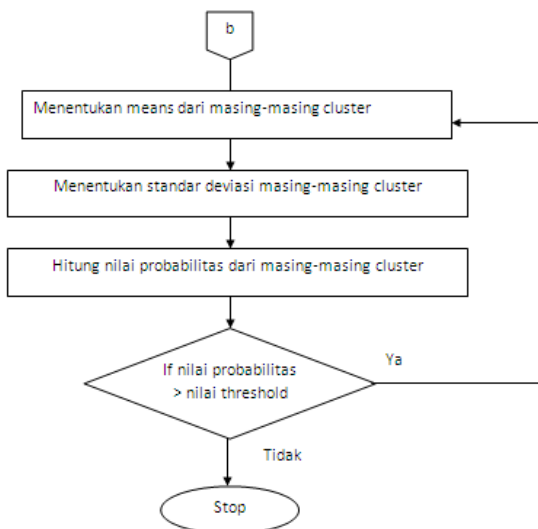 b
Menentukan means dari masing-masing cluster
Menentukan standar deviasi masing-masing cluster
Hitung nilai probabilitas dari masing-masing cluster
If nilai probabilitas
> nilai threshold
Ya
Tidak
Stop